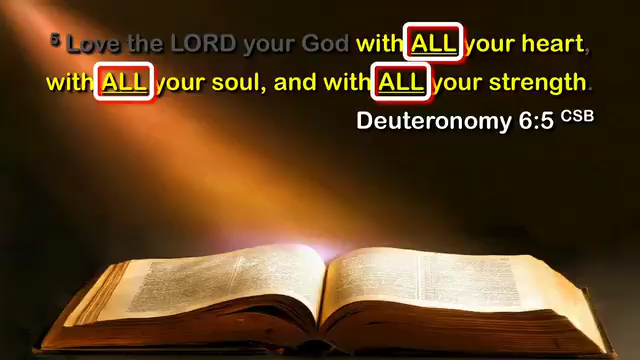 5 Love the LORD your God with ALL your heart,
with ALL your soul, and with ALL your strength.
Deuteronomy 6:5 CSB